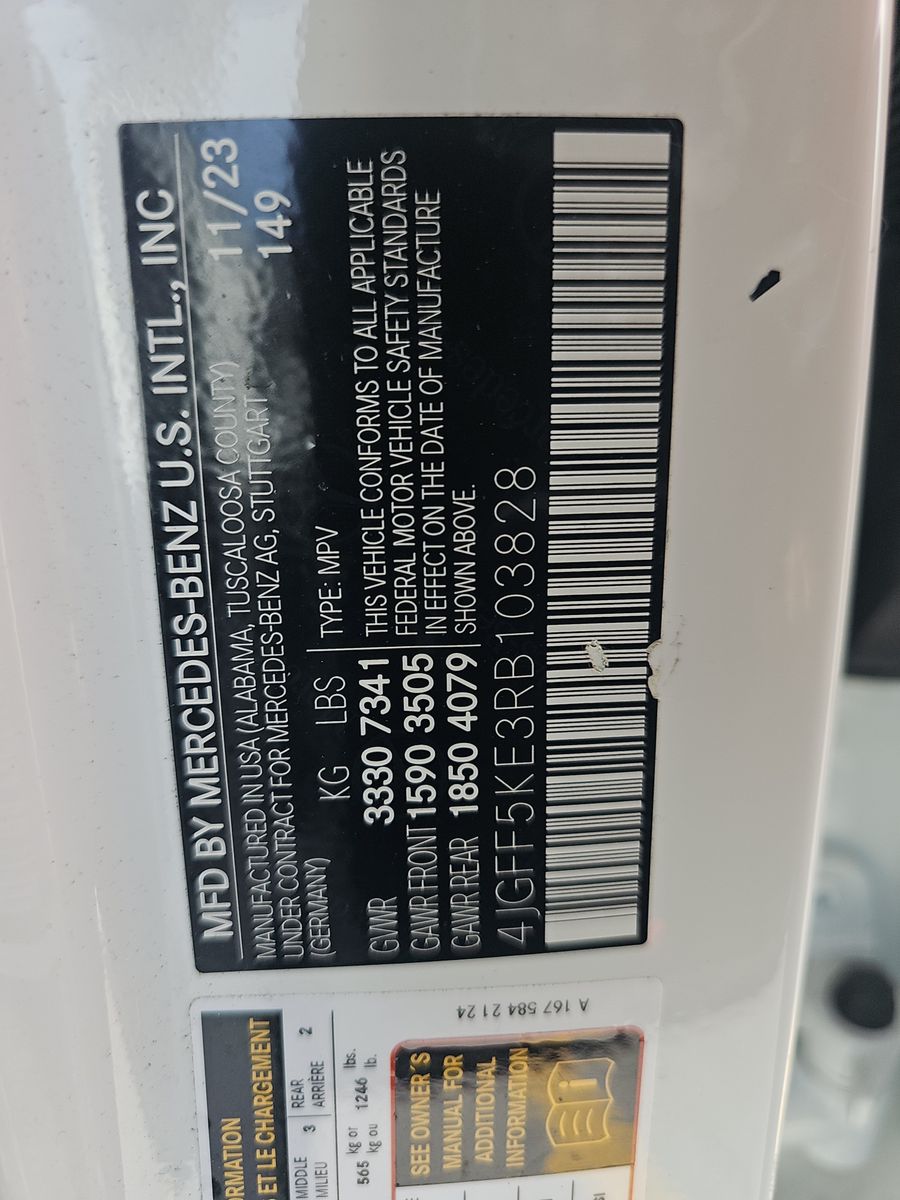 MFD BY MERCEDES-BENZ U.S. INTL., INC
MANUFACTURED IN USA (ALABAMA, TUSCALOOSA COUNTY) 11/23
UNDER CONTRACT FOR MERCEDES-BENZ AG, STUTTGART 149
(GERMANY)
KG LBS TYPE: MPV
GVWR 3330 7341
GAWR FRONT 1590 3505
GAWR REAR 1850 4079
THIS VEHICLE CONFORMS TO ALL APPLICABLE
FEDERAL MOTOR VEHICLE SAFETY STANDARDS
IN EFFECT ON THE DATE OF MANUFACTURE
SHOWN ABOVE.
4JGFF5KE3RB103828
ET LE CHARGEMENT
MIDDLE 3 REAR 2
MILIEU ARRIÈRE
565 kg or 1246 lbs.
kg ou lb.
SEE OWNER'S
MANUAL FOR
ADDITIONAL
INFORMATION
i
A 167 584 21 24